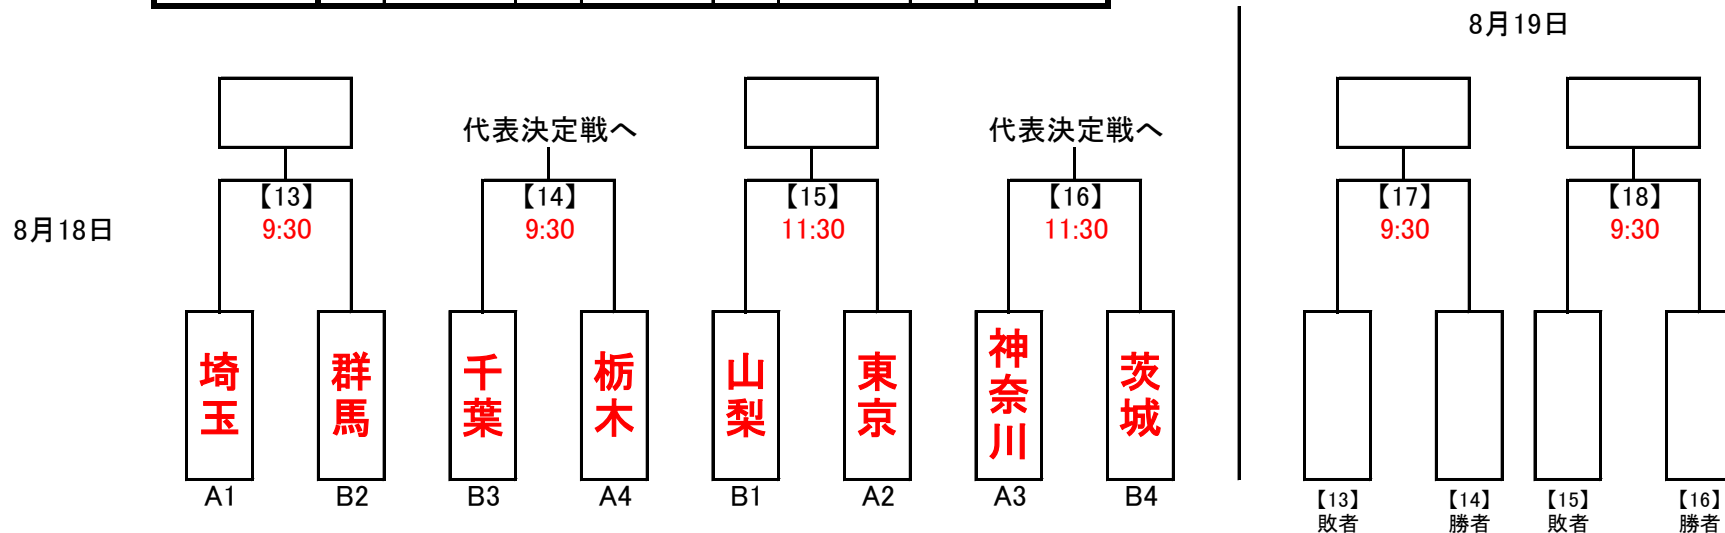 8月19日
代表決定戦へ
代表決定戦へ
【13】
【14】
【15】
【16】
【17】
【18】
8月18日
9:30
9:30
11:30
11:30
9:30
9:30
埼玉
群馬
千葉
栃木
山梨
東京
神奈川
茨城
A1
B2
B3
A4
B1
A2
A3
B4
【13】
敗者
【14】
勝者
【15】
敗者
【16】
勝者